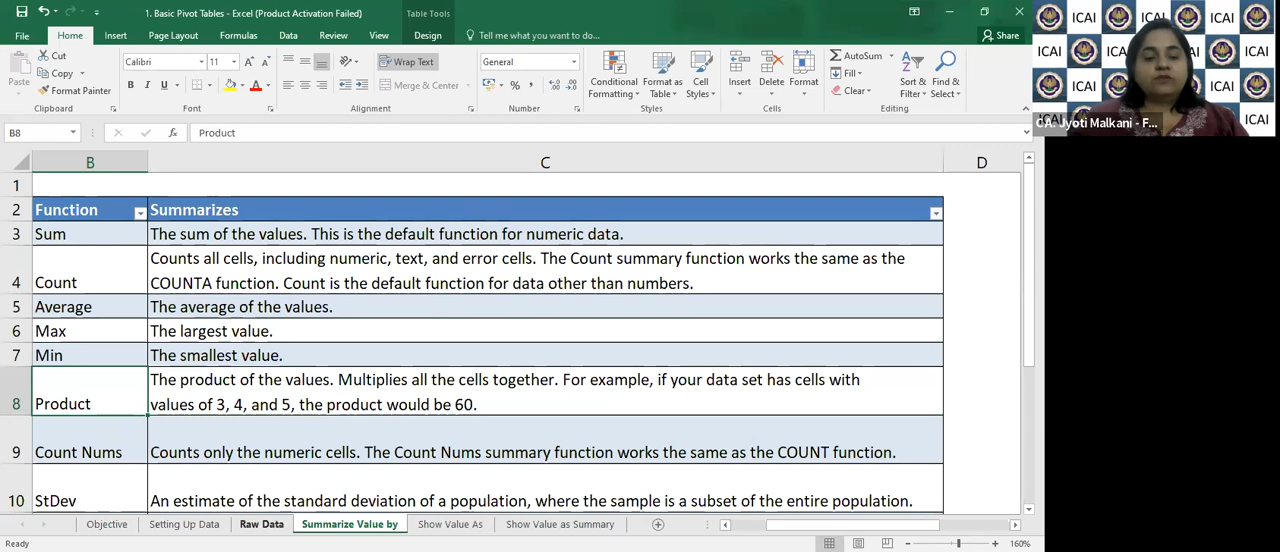 1. Basic Pivot Tables - Excel (Product Activation Failed)
Table Tools
File
Home
Insert
Page Layout
Formulas
Data
Review
View
Design
Tell me what you want to do...
Share
Paste
Cut
Copy
Format Painter
Clipboard
Calibri
11
B I U
Font
Wrap Text
Merge & Center
Alignment
General
Number
Conditional Formatting
Format as Table
Cell Styles
Styles
Insert
Delete
Format
Cells
AutoSum
Fill
Clear
Sort & Filter
Find & Select
Editing
B8
fx
Product
B
C
D
1
2 Function Summarizes
3 Sum The sum of the values. This is the default function for numeric data.
Counts all cells, including numeric, text, and error cells. The Count summary function works the same as the
4 Count COUNTA function. Count is the default function for data other than numbers.
5 Average The average of the values.
6 Max The largest value.
7 Min The smallest value.
The product of the values. Multiplies all the cells together. For example, if your data set has cells with
8 Product values of 3, 4, and 5, the product would be 60.
9 Count Nums Counts only the numeric cells. The Count Nums summary function works the same as the COUNT function.
10 StDev An estimate of the standard deviation of a population, where the sample is a subset of the entire population.
Objective
Setting Up Data
Raw Data
Summarize Value by
Show Value As
Show Value as Summary
Ready
160%
ICAI
ICAI
ICAI
ICAI
ICAI
ICAI
CA. Jyoti Malkani - F...